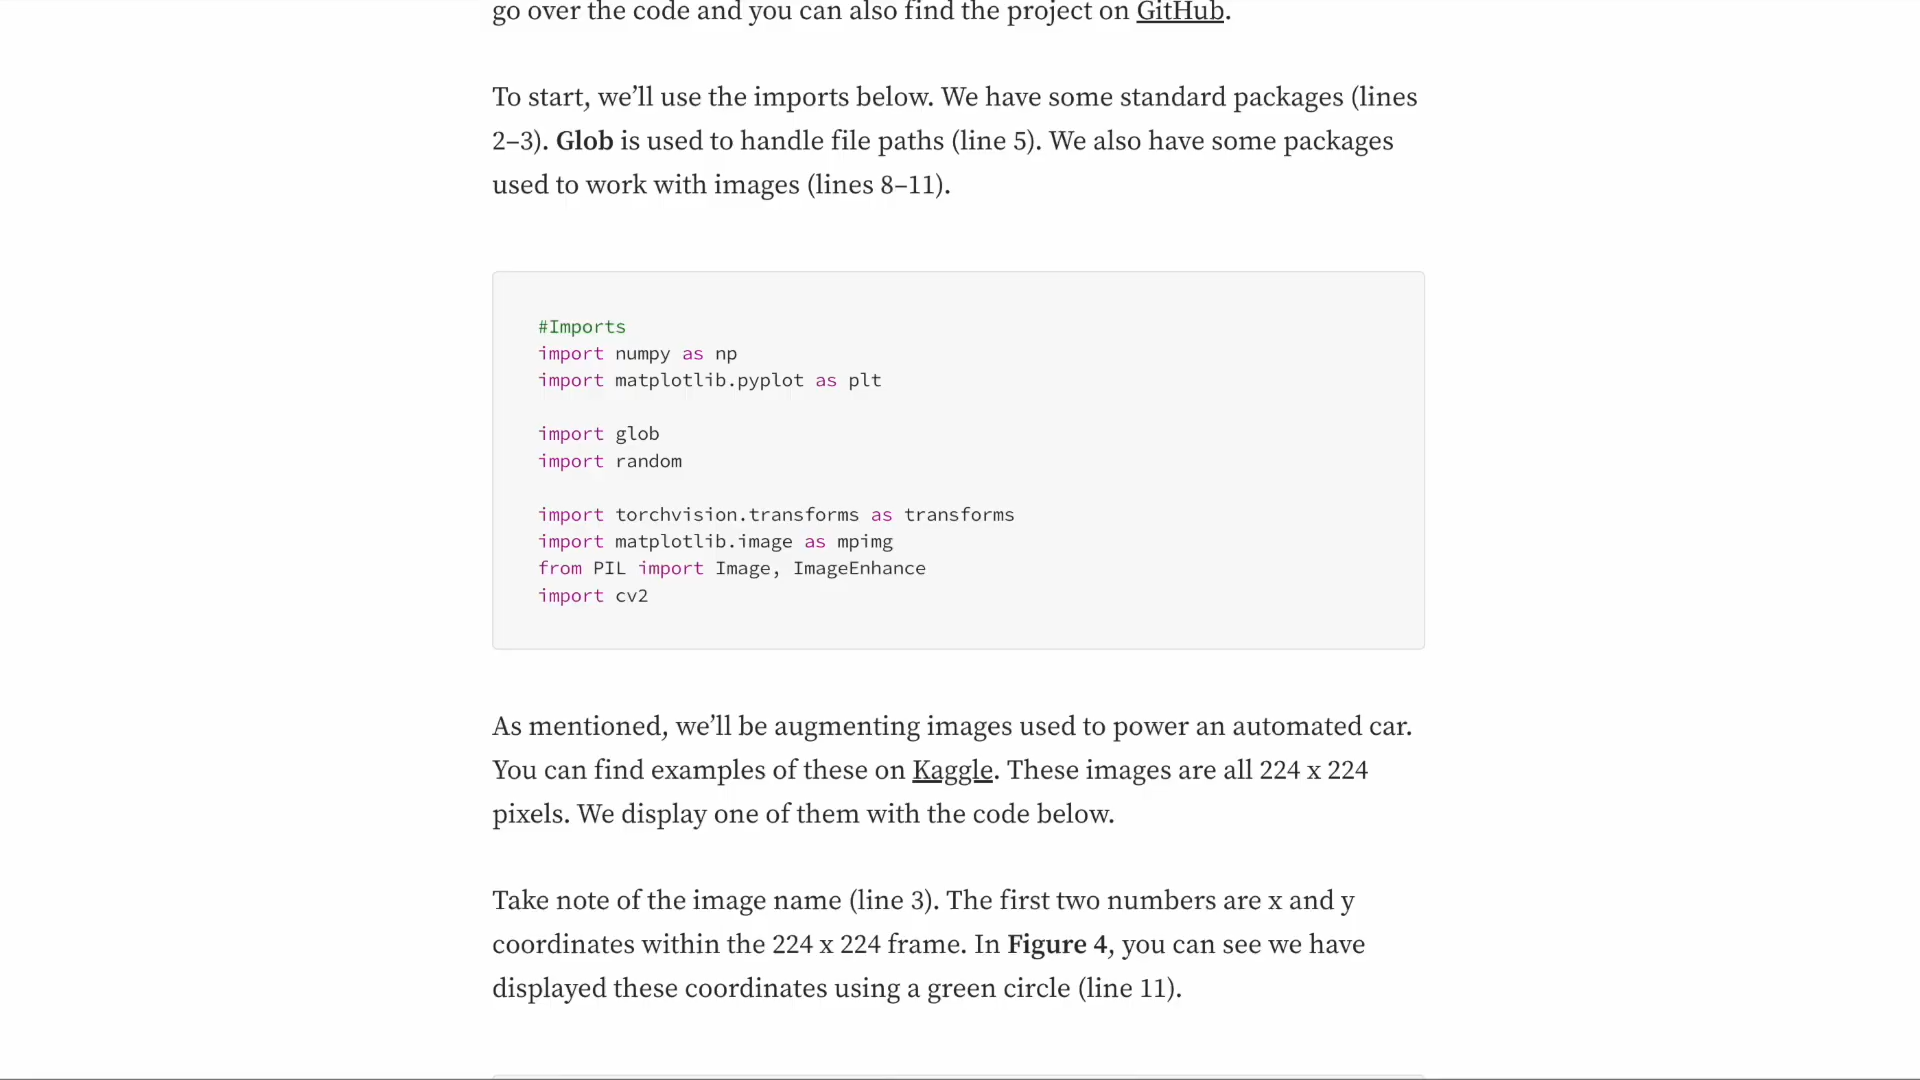 go over the code and you can also find the project on GitHub.
To start, we’ll use the imports below. We have some standard packages (lines
2–3). Glob is used to handle file paths (line 5). We also have some packages
used to work with images (lines 8–11).
#Imports
import numpy as np
import matplotlib.pyplot as plt
import glob
import random
import torchvision.transforms as transforms
import matplotlib.image as mpimg
from PIL import Image, ImageEnhance
import cv2
As mentioned, we’ll be augmenting images used to power an automated car.
You can find examples of these on Kaggle. These images are all 224 x 224
pixels. We display one of them with the code below.
Take note of the image name (line 3). The first two numbers are x and y
coordinates within the 224 x 224 frame. In Figure 4, you can see we have
displayed these coordinates using a green circle (line 11).